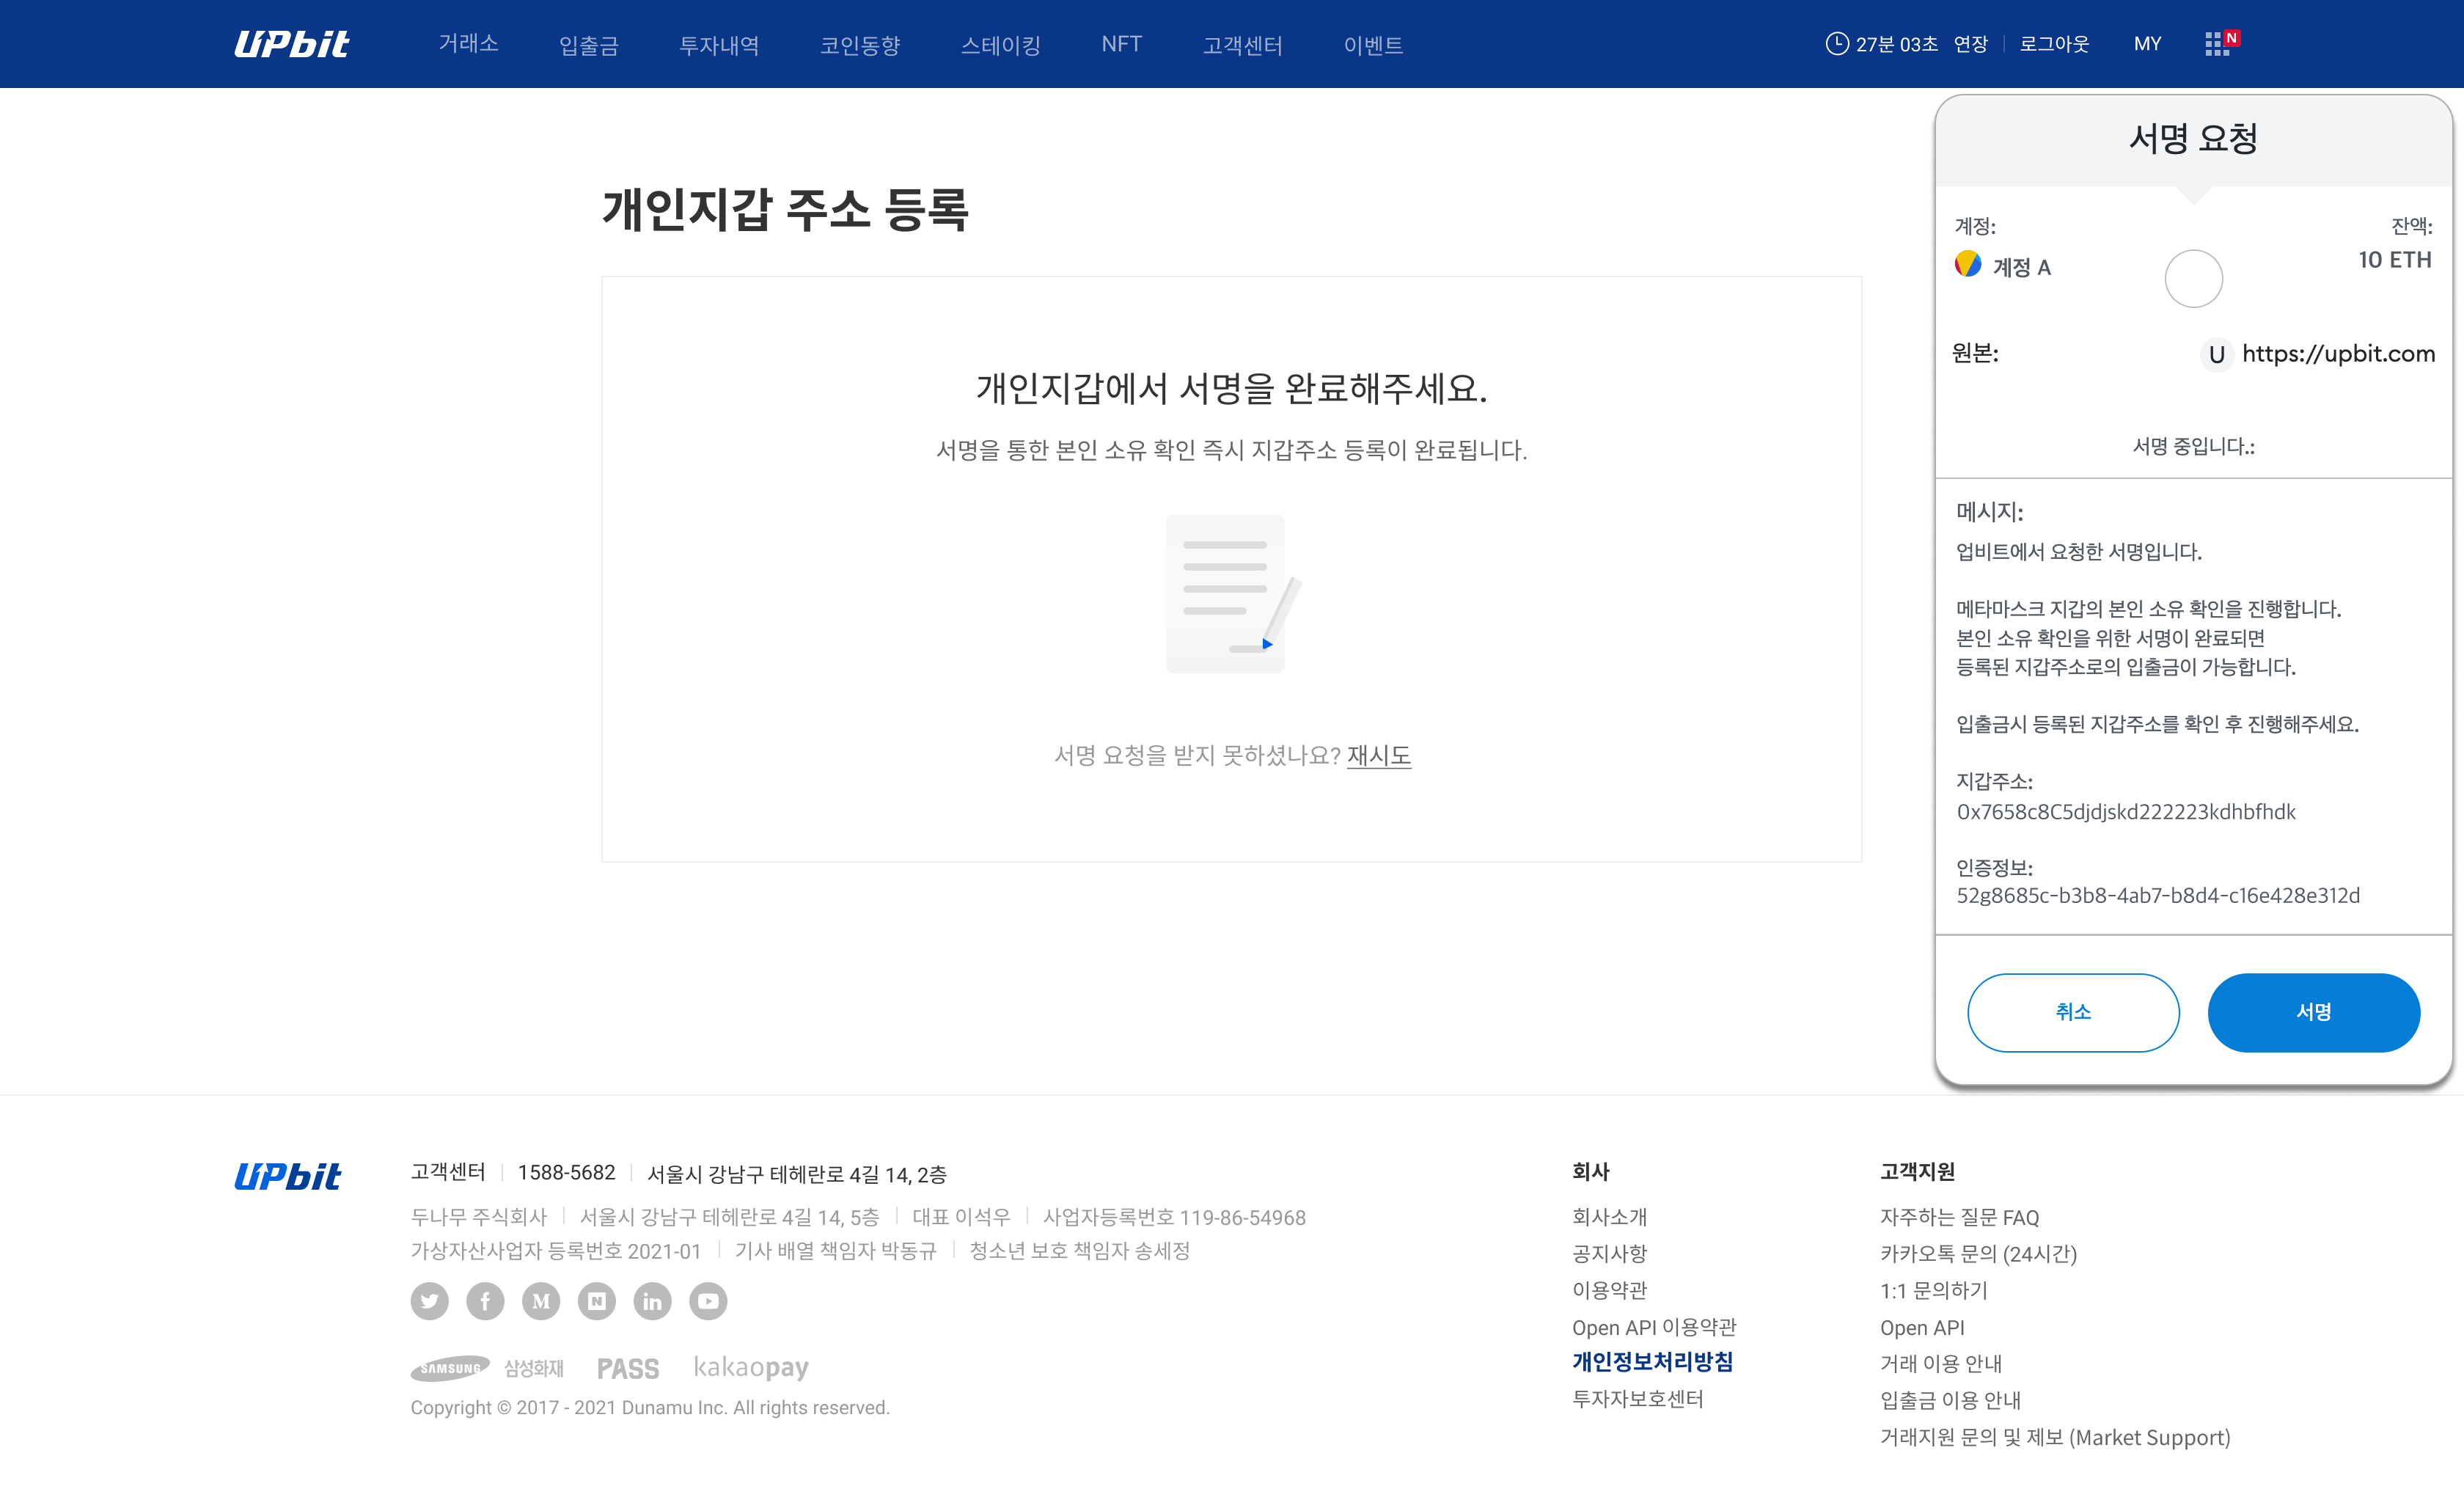 UPbit
거래소
입출금
투자내역
코인동향
스테이킹
NFT
고객센터
이벤트
27분 03초 연장
로그아웃
MY
N
개인지갑 주소 등록
개인지갑에서 서명을 완료해주세요.
서명을 통한 본인 소유 확인 즉시 지갑주소 등록이 완료됩니다.
서명 요청을 받지 못하셨나요? 재시도
서명 요청
계정:
잔액:
계정 A
10 ETH
원본:
U https://upbit.com
서명 중입니다.:
메시지:
업비트에서 요청한 서명입니다.
메타마스크 지갑의 본인 소유 확인을 진행합니다.
본인 소유 확인을 위한 서명이 완료되면
등록된 지갑주소로의 입출금이 가능합니다.
입출금시 등록된 지갑주소를 확인 후 진행해주세요.
지갑주소:
0x7658c8C5djdjskd222223kdhbfhdk
인증정보:
52g8685c-b3b8-4ab7-b8d4-c16e428e312d
취소
서명
UPbit
고객센터 | 1588-5682 | 서울시 강남구 테헤란로 4길 14, 2층
두나무 주식회사 | 서울시 강남구 테헤란로 4길 14, 5층 | 대표 이석우 | 사업자등록번호 119-86-54968
가상자산사업자 등록번호 2021-01 | 기사 배열 책임자 박동규 | 청소년 보호 책임자 송세정
f M N in
SAMSUNG 삼성화재 PASS kakaopay
Copyright © 2017 - 2021 Dunamu Inc. All rights reserved.
회사
회사소개
공지사항
이용약관
Open API 이용약관
개인정보처리방침
투자자보호센터
고객지원
자주하는 질문 FAQ
카카오톡 문의 (24시간)
1:1 문의하기
Open API
거래 이용 안내
입출금 이용 안내
거래지원 문의 및 제보 (Market Support)